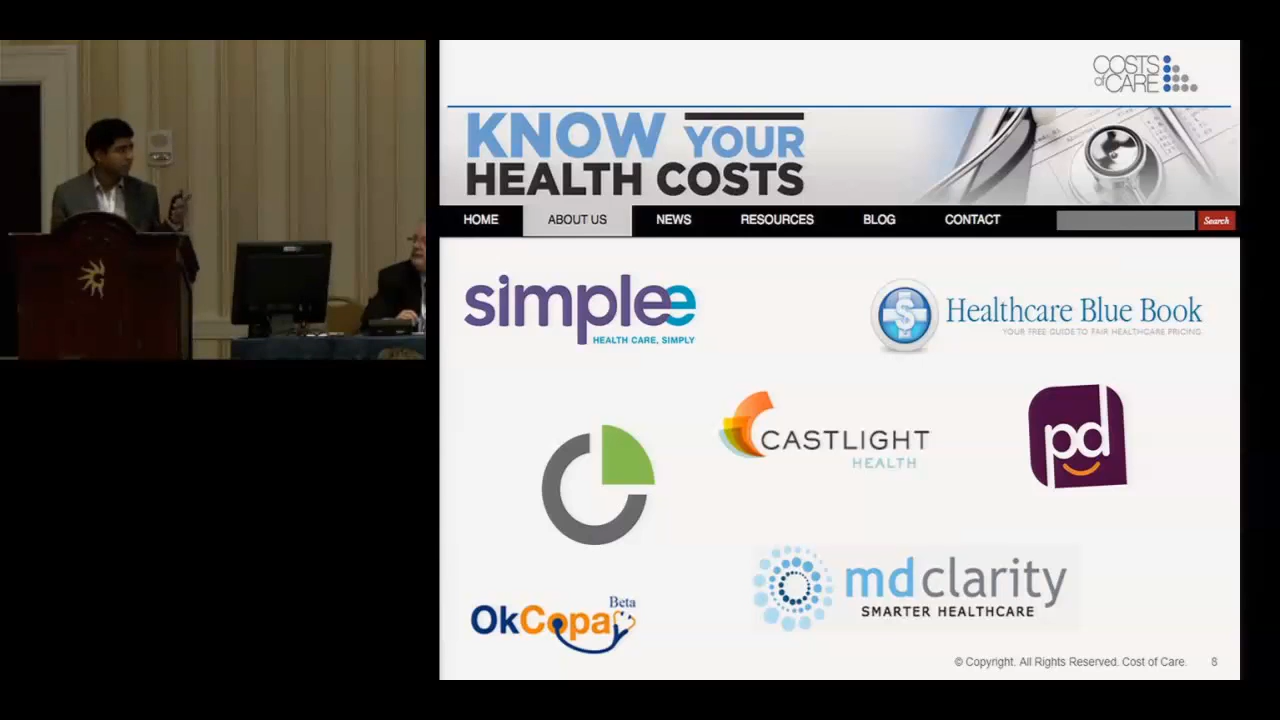 COSTS
of CARE
KNOW YOUR
HEALTH COSTS
HOME ABOUT US NEWS RESOURCES BLOG CONTACT Search
simplee
HEALTH CARE, SIMPLY
Healthcare Blue Book
YOUR FREE GUIDE TO FAIR HEALTHCARE PRICING
CASTLIGHT
HEALTH
pd
OkCopay Beta
md clarity
SMARTER HEALTHCARE
© Copyright. All Rights Reserved. Cost of Care. 8